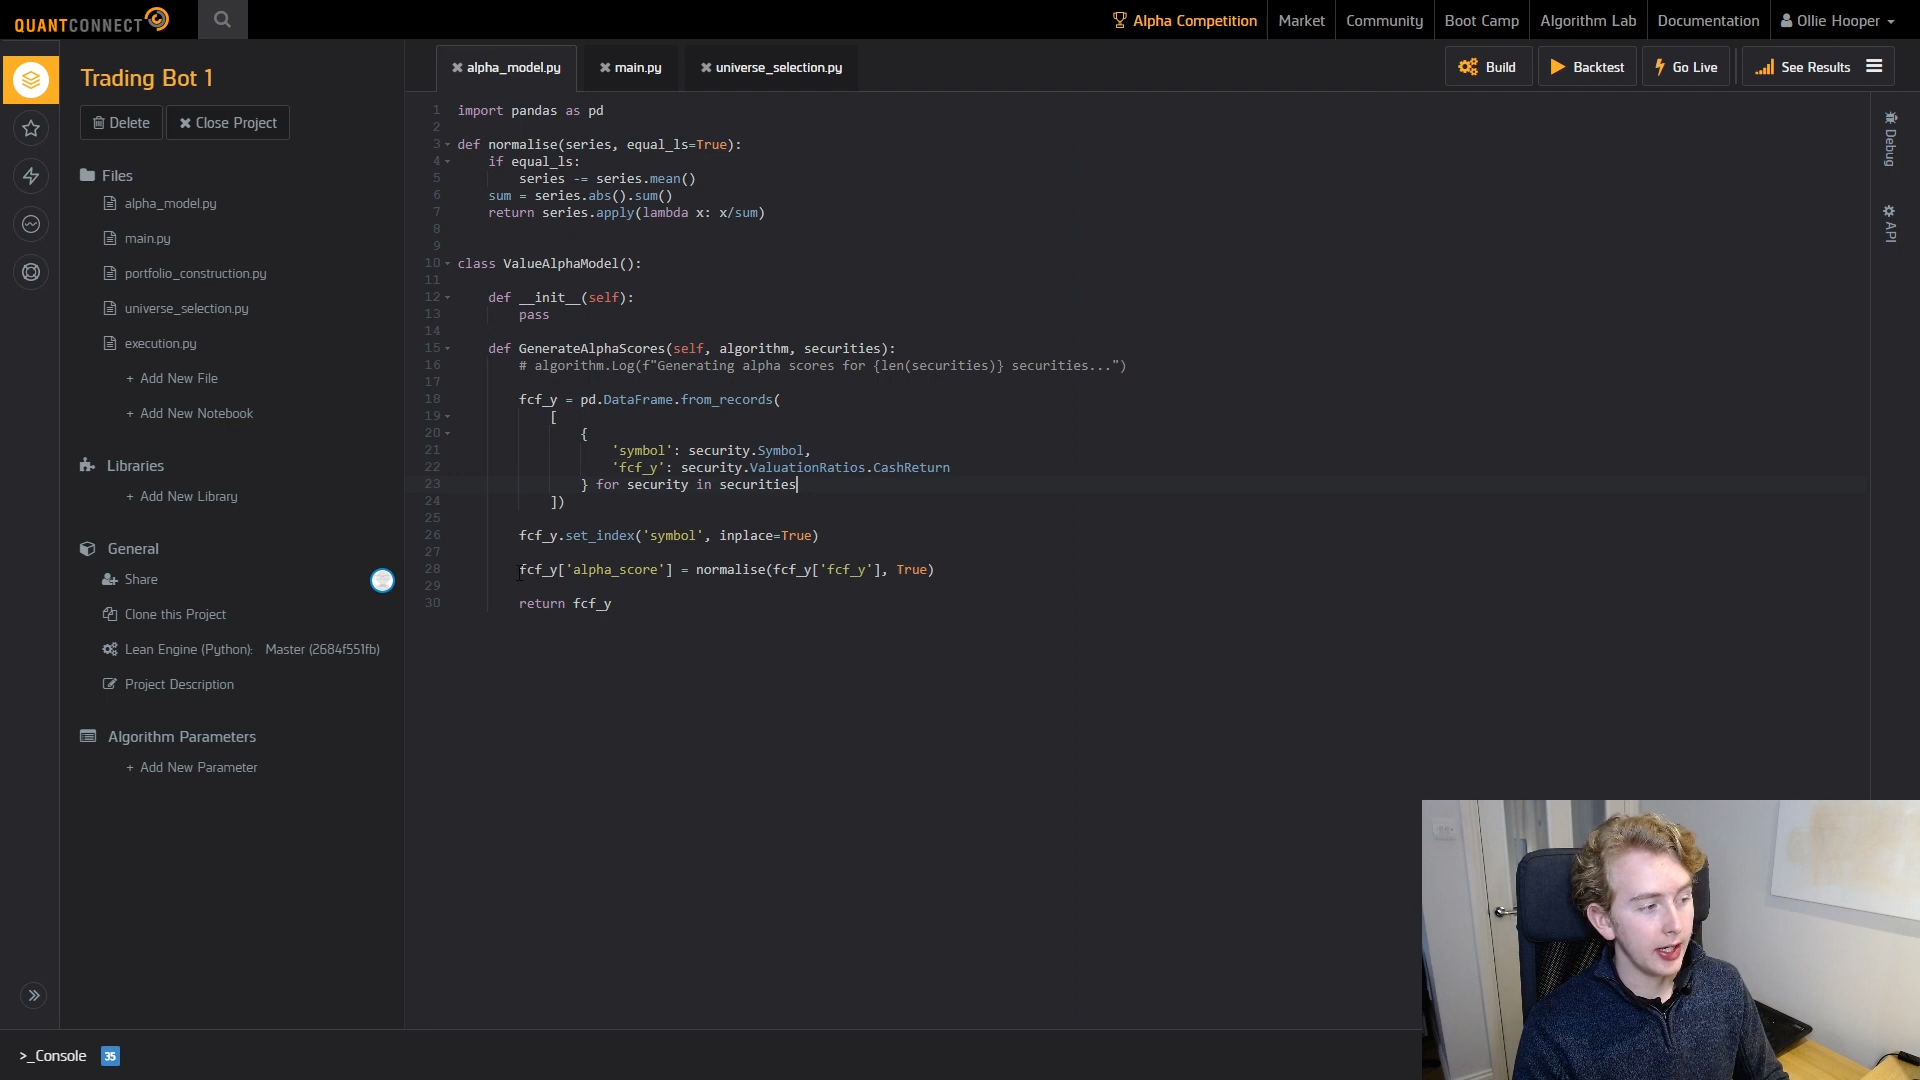 QUANTCONNECT
Alpha Competition
Market
Community
Boot Camp
Algorithm Lab
Documentation
Ollie Hooper
Trading Bot 1
Delete
Close Project
Files
alpha_model.py
main.py
portfolio_construction.py
universe_selection.py
execution.py
+ Add New File
+ Add New Notebook
Libraries
+ Add New Library
General
Share
Clone this Project
Lean Engine (Python): Master (2684f551fb)
Project Description
Algorithm Parameters
+ Add New Parameter
>_Console 35
alpha_model.py
main.py
universe_selection.py
Build
Backtest
Go Live
See Results
1 import pandas as pd
2
3 def normalise(series, equal_ls=True):
4 if equal_ls:
5 series -= series.mean()
6 sum = series.abs().sum()
7 return series.apply(lambda x: x/sum)
8
9
10 class ValueAlphaModel():
11
12 def __init__(self):
13 pass
14
15 def GenerateAlphaScores(self, algorithm, securities):
16 # algorithm.Log(f"Generating alpha scores for {len(securities)} securities...")
17
18 fcf_y = pd.DataFrame.from_records(
19 [
20 {
21 'symbol': security.Symbol,
22 'fcf_y': security.ValuationRatios.CashReturn
23 } for security in securities
24 ])
25
26 fcf_y.set_index('symbol', inplace=True)
27
28 fcf_y['alpha_score'] = normalise(fcf_y['fcf_y'], True)
29
30 return fcf_y
Debug
API